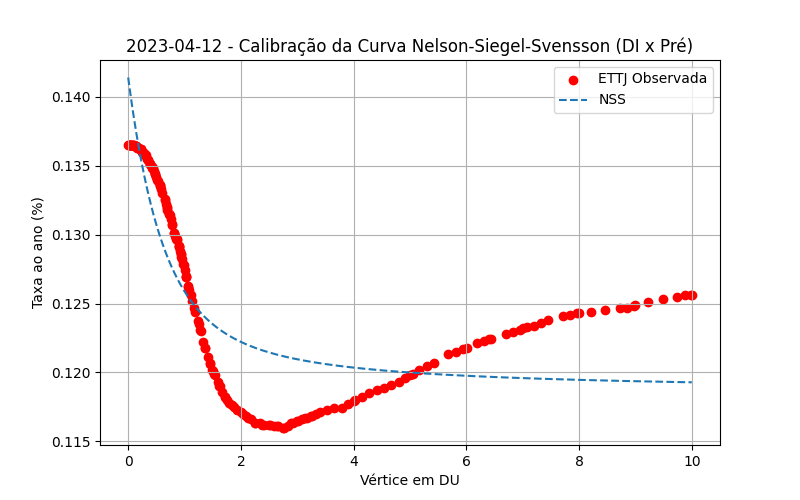 2023-04-12 - Calibração da Curva Nelson-Siegel-Svensson (DI x Pré)
ETTJ Observada
NSS
Taxa ao ano (%)
0.140
0.135
0.130
0.125
0.120
0.115
0 2 4 6 8 10
Vértice em DU